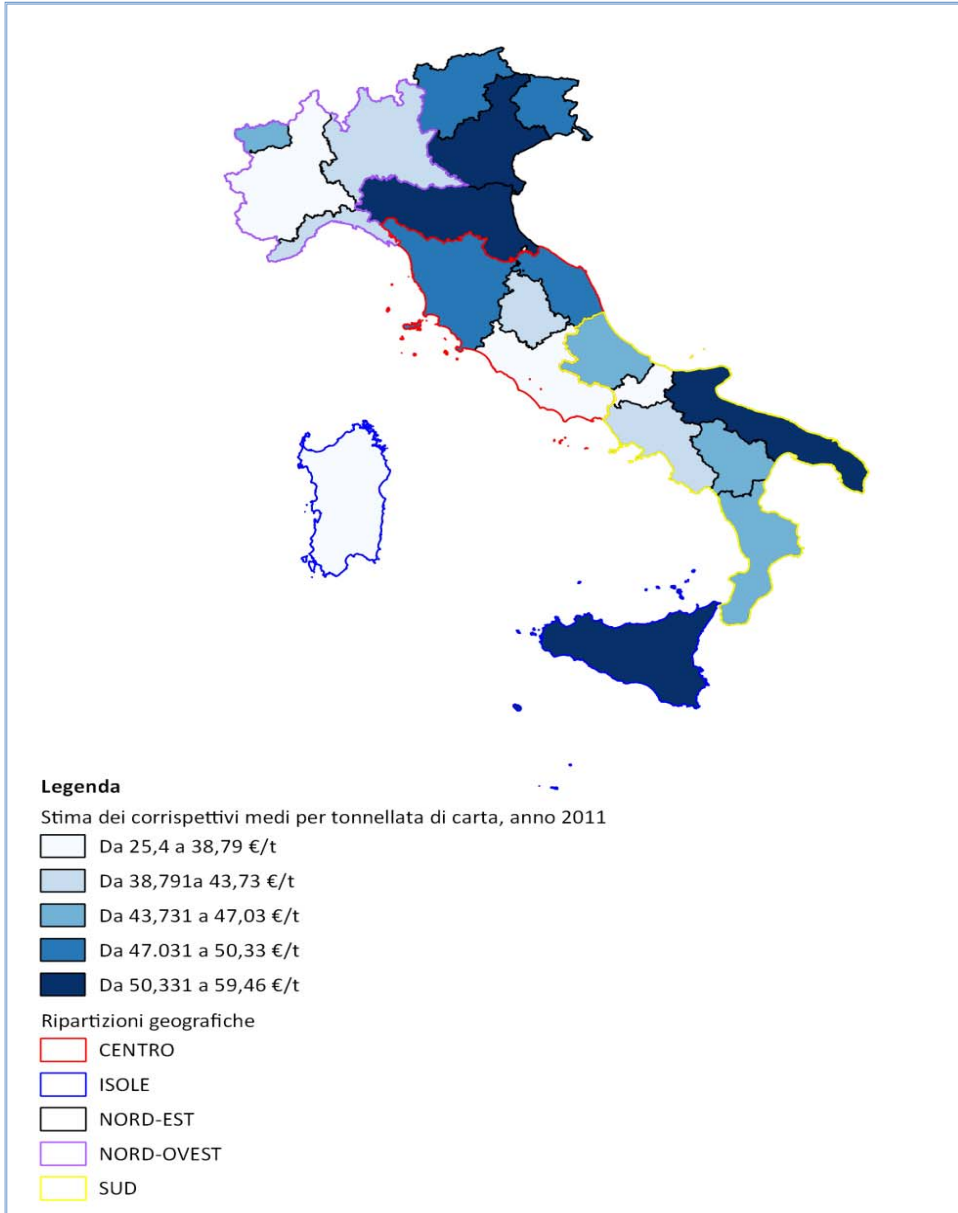 Legenda
Stima dei corrispettivi medi per tonnellata di carta, anno 2011
Da 25,4 a 38,79 €/t
Da 38,791a 43,73 €/t
Da 43,731 a 47,03 €/t
Da 47.031 a 50,33 €/t
Da 50,331 a 59,46 €/t
Ripartizioni geografiche
CENTRO
ISOLE
NORD-EST
NORD-OVEST
SUD